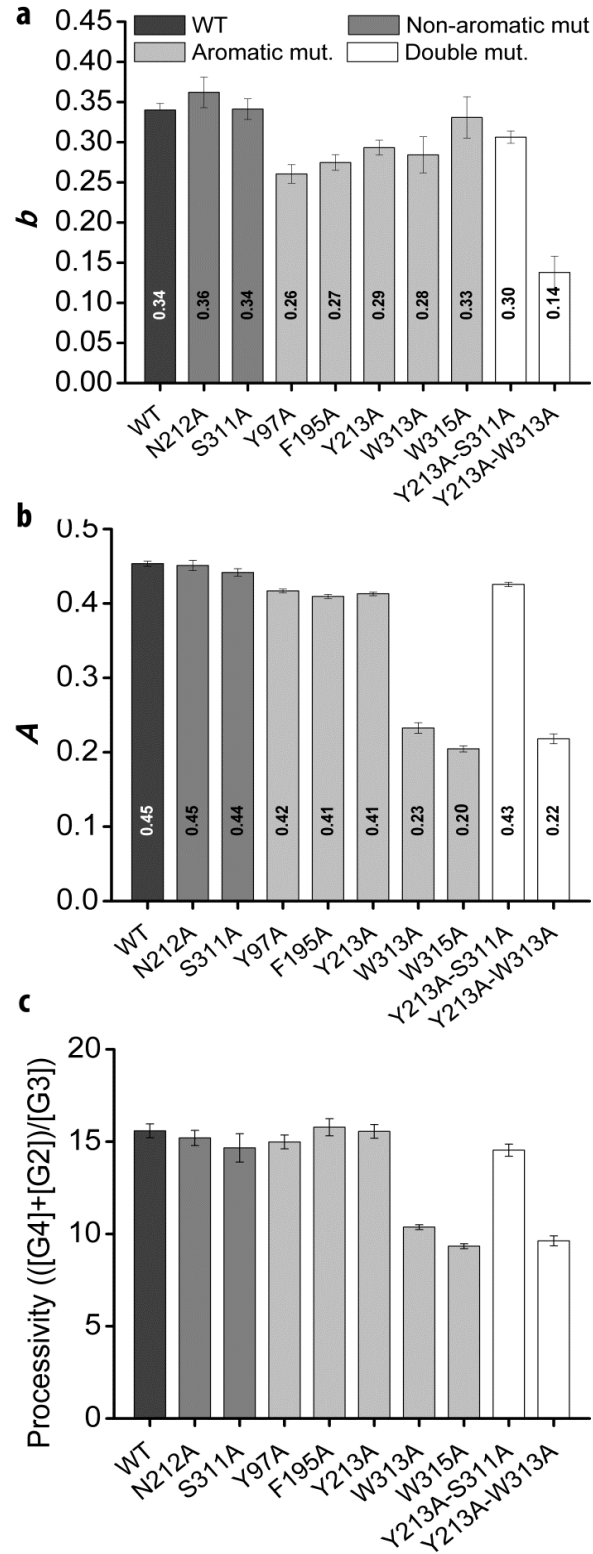 a
WT
Non-aromatic mut
Aromatic mut.
Double mut.
0.45
0.40
0.35
0.30
0.25
0.20
0.15
0.10
0.05
0.00
b
0.34
0.36
0.34
0.26
0.27
0.29
0.28
0.33
0.30
0.14
WT
N212A
S311A
Y97A
F195A
Y213A
W313A
W315A
Y213A-S311A
Y213A-W313A
b
0.5
0.4
0.3
0.2
0.1
0.0
A
0.45
0.45
0.44
0.42
0.41
0.41
0.23
0.20
0.43
0.22
WT
N212A
S311A
Y97A
F195A
Y213A
W313A
W315A
Y213A-S311A
Y213A-W313A
c
20
15
10
5
0
Processivity (([G4]+[G2])/[G3])
WT
N212A
S311A
Y97A
F195A
Y213A
W313A
W315A
Y213A-S311A
Y213A-W313A